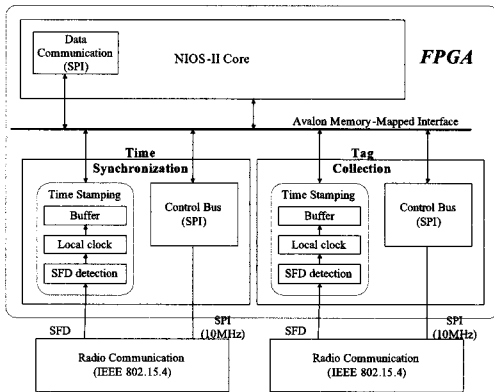 Data
Communication
(SPI)
NIOS-II Core
FPGA
Avalon Memory-Mapped Interface
Time
Synchronization
Time Stamping
Buffer
Local clock
SFD detection
Control Bus
(SPI)
Tag
Collection
Time Stamping
Buffer
Local clock
SFD detection
Control Bus
(SPI)
SFD
SPI
(10MHz)
SFD
SPI
(10MHz)
Radio Communication
(IEEE 802.15.4)
Radio Communication
(IEEE 802.15.4)